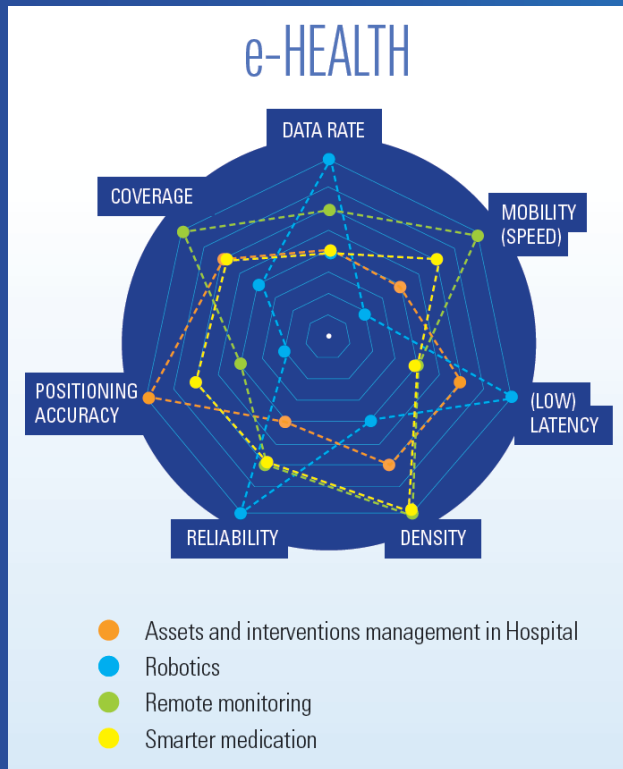 e-HEALTH
DATA RATE
COVERAGE
MOBILITY
(SPEED)
POSITIONING
ACCURACY
(LOW)
LATENCY
RELIABILITY
DENSITY
Assets and interventions management in Hospital
Robotics
Remote monitoring
Smarter medication